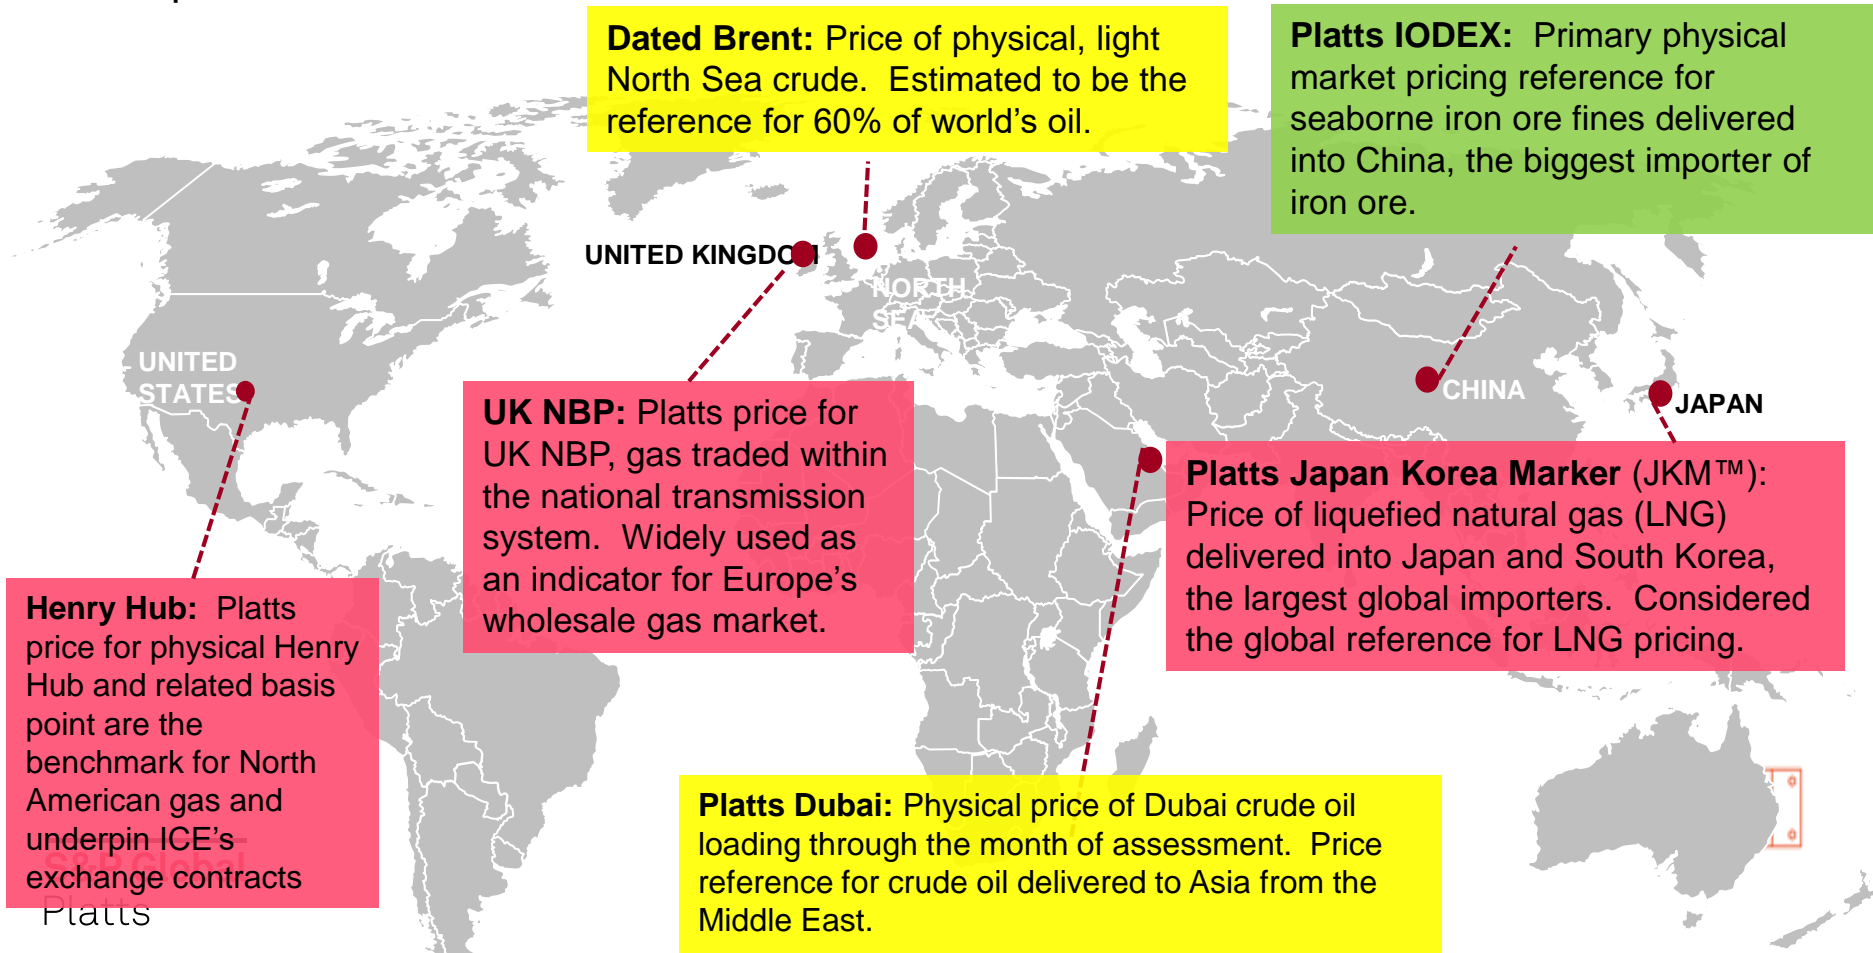 Dated Brent: Price of physical, light
North Sea crude. Estimated to be the
reference for 60% of world's oil.
Platts IODEX: Primary physical
market pricing reference for
seaborne iron ore fines delivered
into China, the biggest importer of
iron ore.
UNITED KINGDOM
NORTH
SEA
UNITED
STATES
CHINA
JAPAN
UK NBP: Platts price for
UK NBP, gas traded within
the national transmission
system. Widely used as
an indicator for Europe's
wholesale gas market.
Platts Japan Korea Marker (JKM™):
Price of liquefied natural gas (LNG)
delivered into Japan and South Korea,
the largest global importers. Considered
the global reference for LNG pricing.
Henry Hub: Platts
price for physical Henry
Hub and related basis
point are the
benchmark for North
American gas and
underpin ICE's
exchange contracts
Platts Dubai: Physical price of Dubai crude oil
loading through the month of assessment. Price
reference for crude oil delivered to Asia from the
Middle East.
S&P Global
Platts